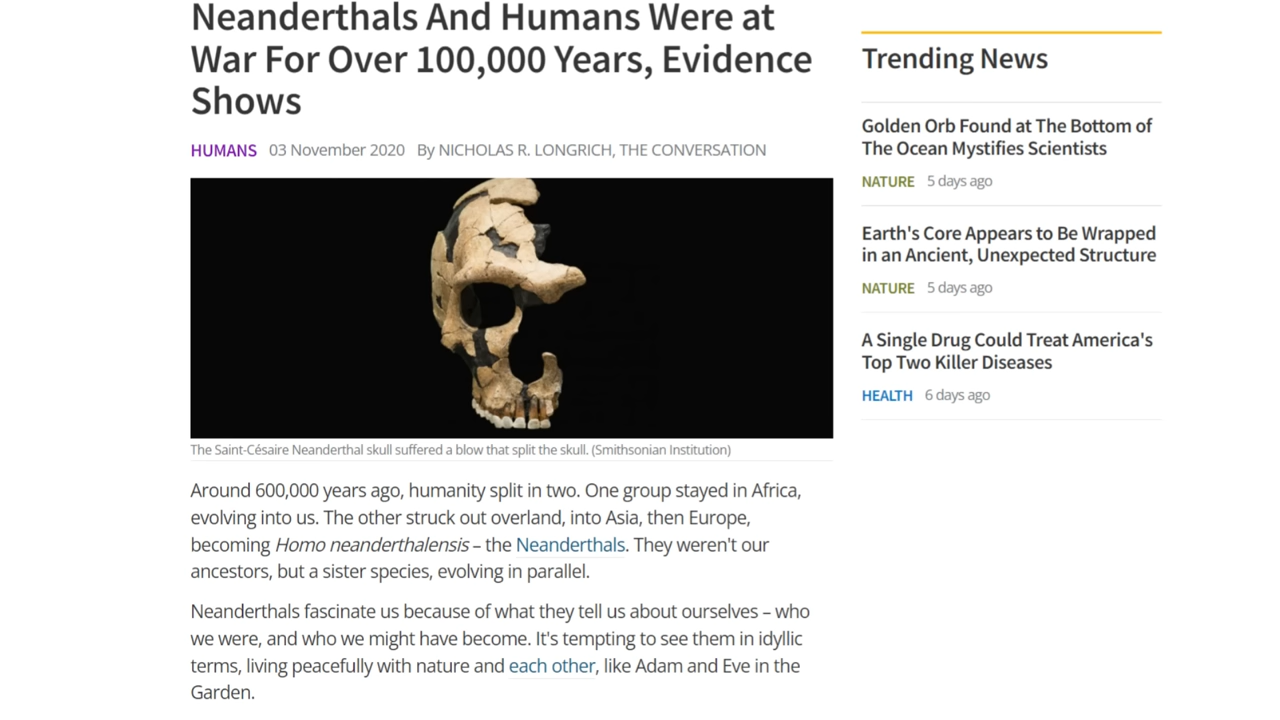 Neanderthals And Humans Were at
War For Over 100,000 Years, Evidence
Shows
HUMANS 03 November 2020 By NICHOLAS R. LONGRICH, THE CONVERSATION
The Saint-Césaire Neanderthal skull suffered a blow that split the skull. (Smithsonian Institution)
Around 600,000 years ago, humanity split in two. One group stayed in Africa,
evolving into us. The other struck out overland, into Asia, then Europe,
becoming Homo neanderthalensis – the Neanderthals. They weren't our
ancestors, but a sister species, evolving in parallel.
Neanderthals fascinate us because of what they tell us about ourselves – who
we were, and who we might have become. It's tempting to see them in idyllic
terms, living peacefully with nature and each other, like Adam and Eve in the
Garden.
Trending News
Golden Orb Found at The Bottom of
The Ocean Mystifies Scientists
NATURE 5 days ago
Earth's Core Appears to Be Wrapped
in an Ancient, Unexpected Structure
NATURE 5 days ago
A Single Drug Could Treat America's
Top Two Killer Diseases
HEALTH 6 days ago